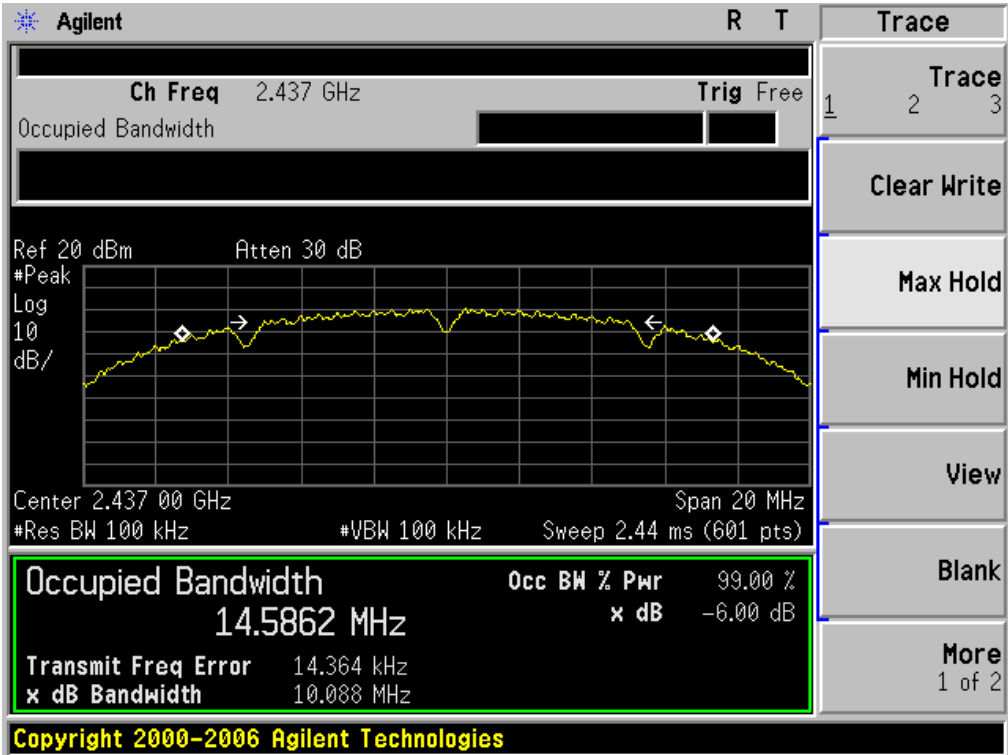 Agilent R T Trace
Ch Freq 2.437 GHz Trig Free
Occupied Bandwidth
Trace
1 2 3
Clear Write
Max Hold
Min Hold
View
Blank
More
1 of 2
Ref 20 dBm Atten 30 dB
#Peak
Log
10
dB/
Center 2.437 00 GHz Span 20 MHz
#Res BW 100 kHz #VBW 100 kHz Sweep 2.44 ms (601 pts)
Occupied Bandwidth Occ BW % Pwr 99.00 %
14.5862 MHz x dB -6.00 dB
Transmit Freq Error 14.364 kHz
x dB Bandwidth 10.088 MHz
Copyright 2000-2006 Agilent Technologies